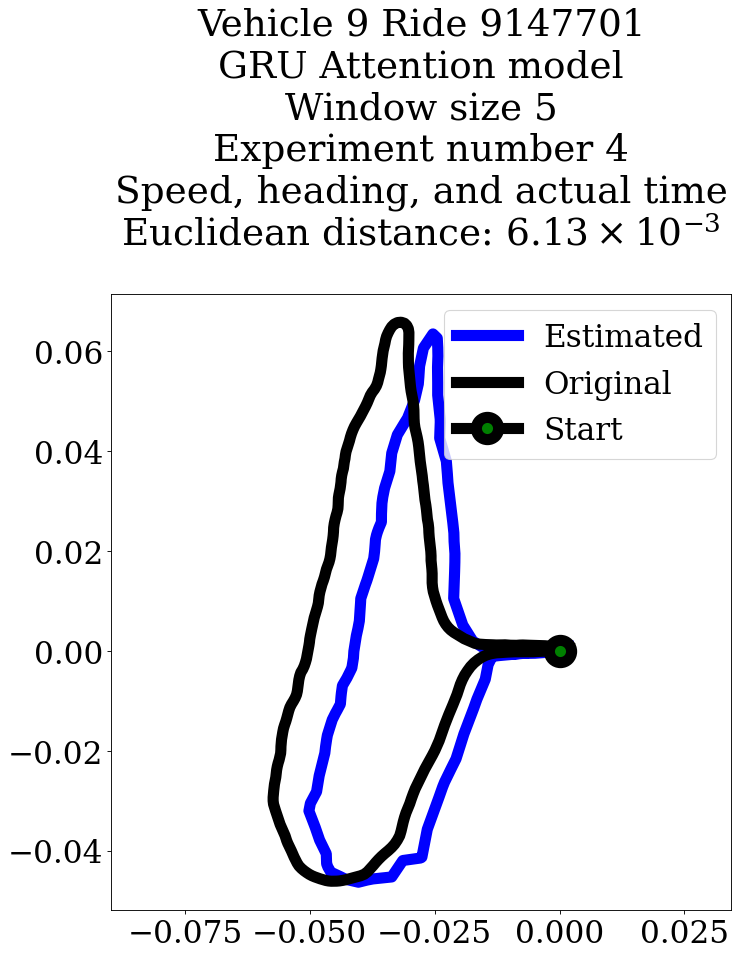 Vehicle 9 Ride 9147701
GRU Attention model
Window size 5
Experiment number 4
Speed, heading, and actual time
Euclidean distance: 6.13 × 10⁻³
Estimated
Original
Start
0.06
0.04
0.02
0.00
−0.02
−0.04
−0.075 −0.050 −0.025 0.000 0.025